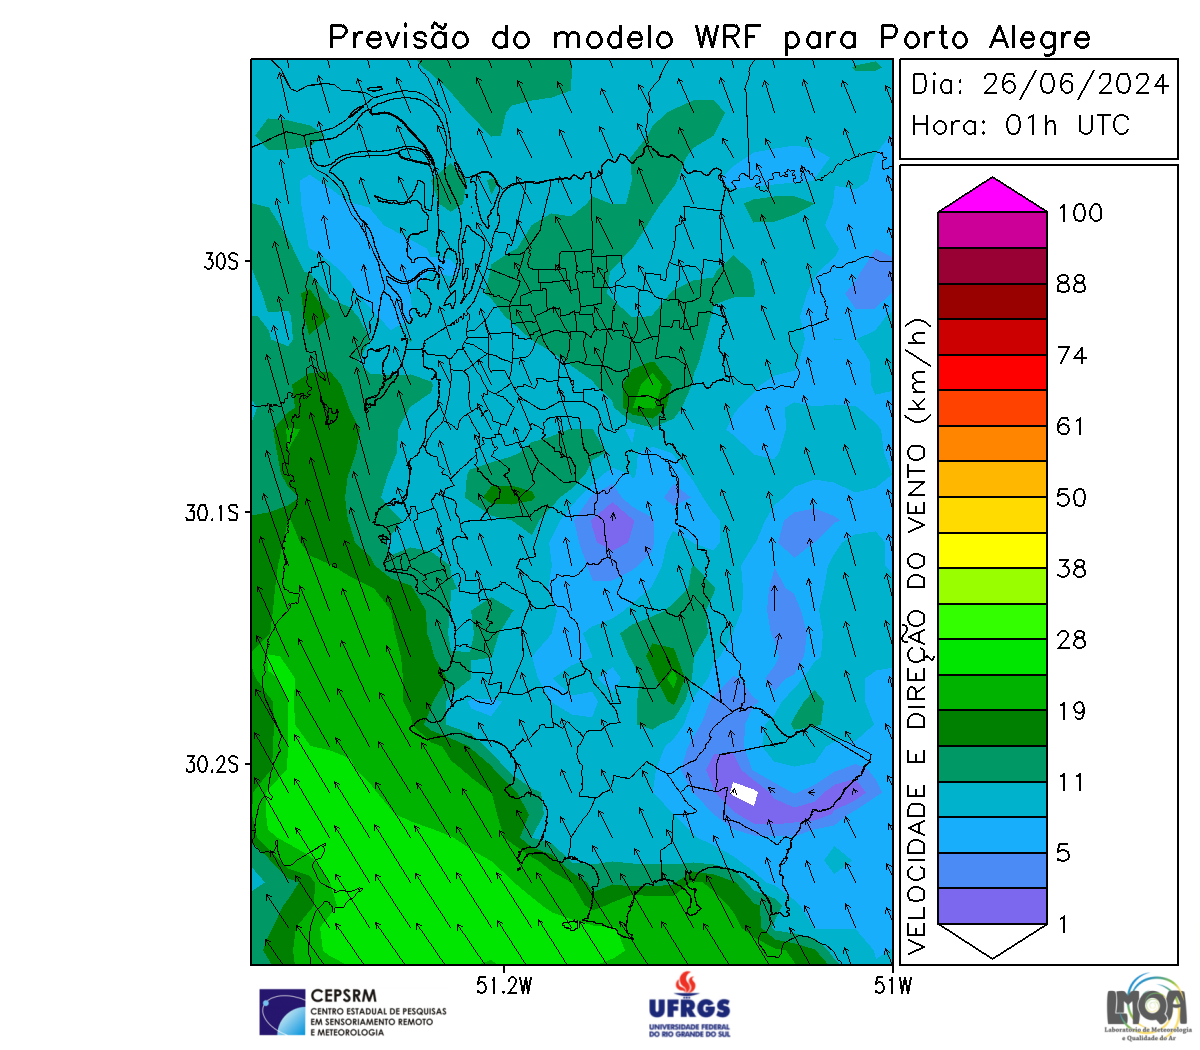 Previsão do modelo WRF para Porto Alegre
Dia: 26/06/2024
Hora: 01h UTC
30S
30.1S
30.2S
51.2W
51W
VELOCIDADE E DIREÇÃO DO VENTO (km/h)
100
88
74
61
50
38
28
19
11
5
1
CEPSRM
CENTRO ESTADUAL DE PESQUISAS
EM SENSORIAMENTO REMOTO
E METEOROLOGIA
UFRGS
UNIVERSIDADE FEDERAL
DO RIO GRANDE DO SUL
LMQA
Laboratório de Meteorologia
e Qualidade do Ar